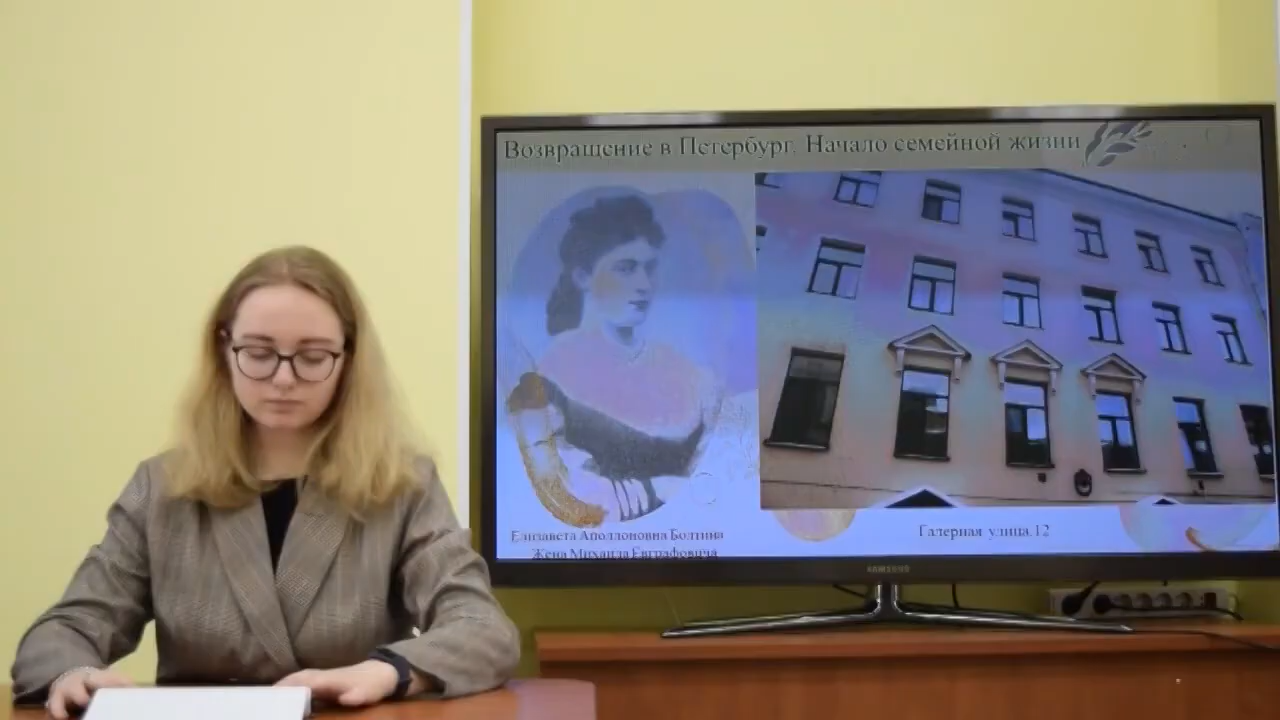 Возвращение в Петербург. Начало семейной жизни
Елизавета Аполлоновна Болтина
Жена Михаила Евграфовича
Галерная улица,12
SAMSUNG